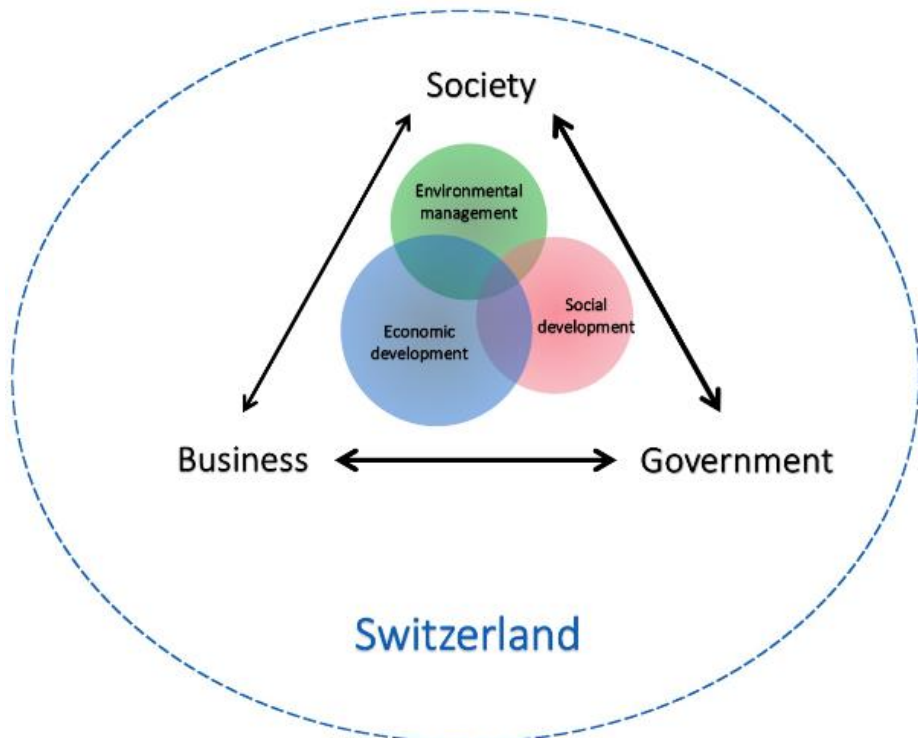 Society
Environmental
management
Social
development
Economic
development
Business
Government
Switzerland